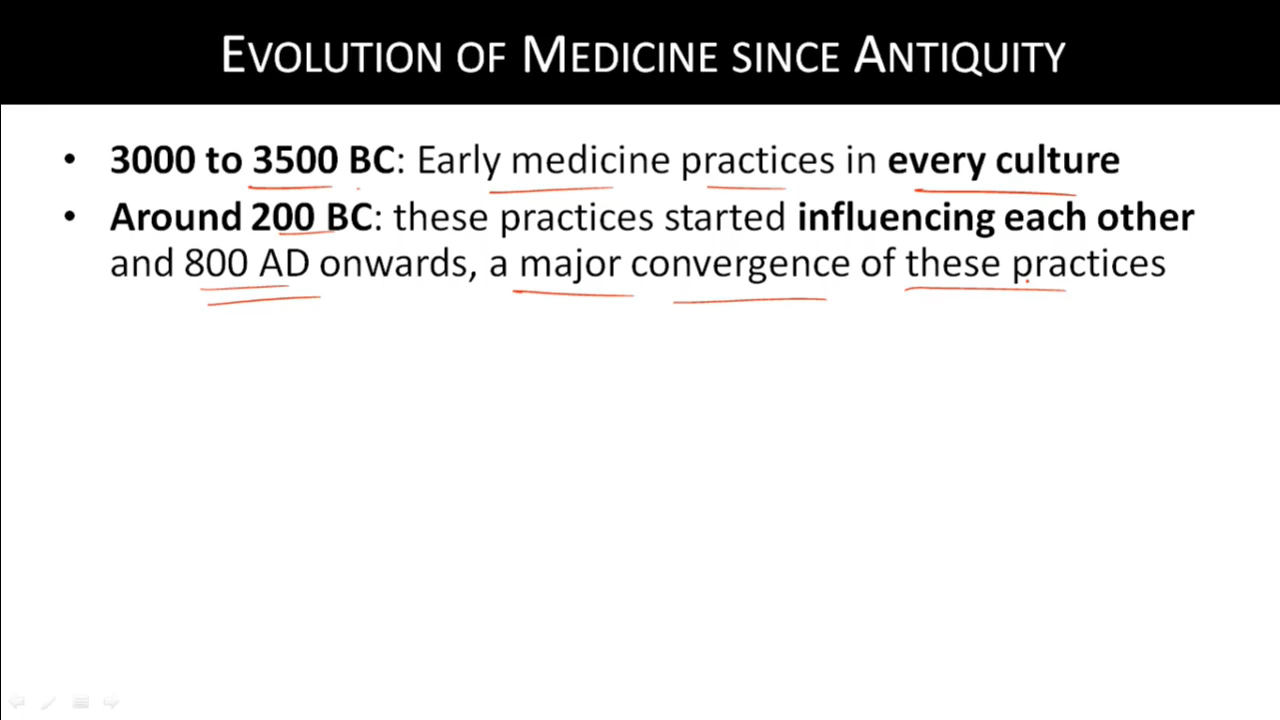 EVOLUTION OF MEDICINE SINCE ANTIQUITY
• 3000 to 3500 BC: Early medicine practices in every culture
• Around 200 BC: these practices started influencing each other
and 800 AD onwards, a major convergence of these practices